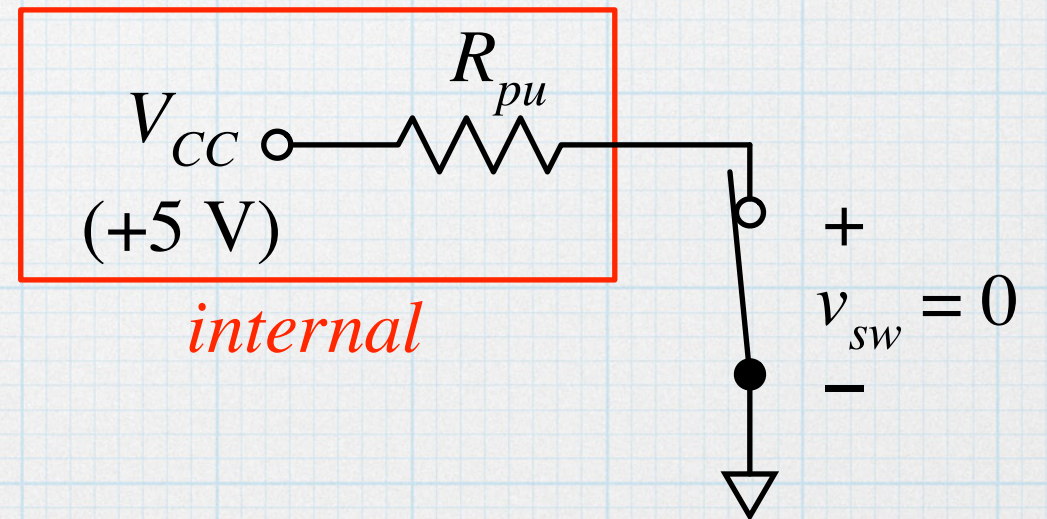 R_pu
V_CC
(+5 V)
internal
+
v_sw = 0
−